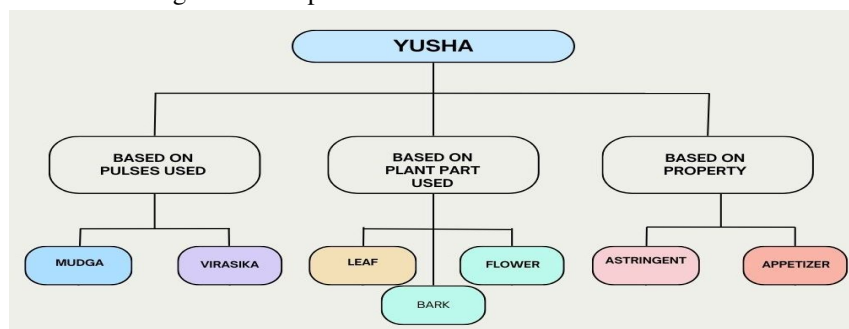 YUSHA
BASED ON
PULSES USED
BASED ON
PLANT PART
USED
BASED ON
PROPERTY
MUDGA
VIRASIKA
LEAF
FLOWER
ASTRINGENT
APPETIZER
BARK